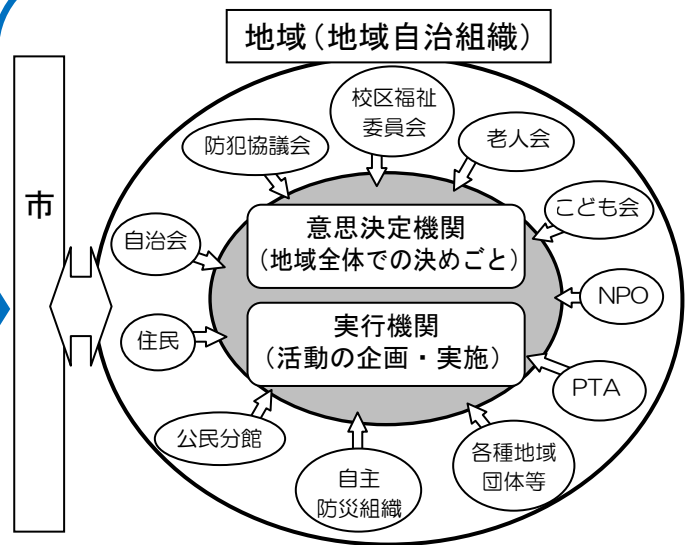 地域（地域自治組織）
市
校区福祉
委員会
防犯協議会
老人会
こども会
自治会
意思決定機関
（地域全体での決めごと）
NPO
実行機関
（活動の企画・実施）
住民
PTA
公民分館
自主
防災組織
各種地域
団体等